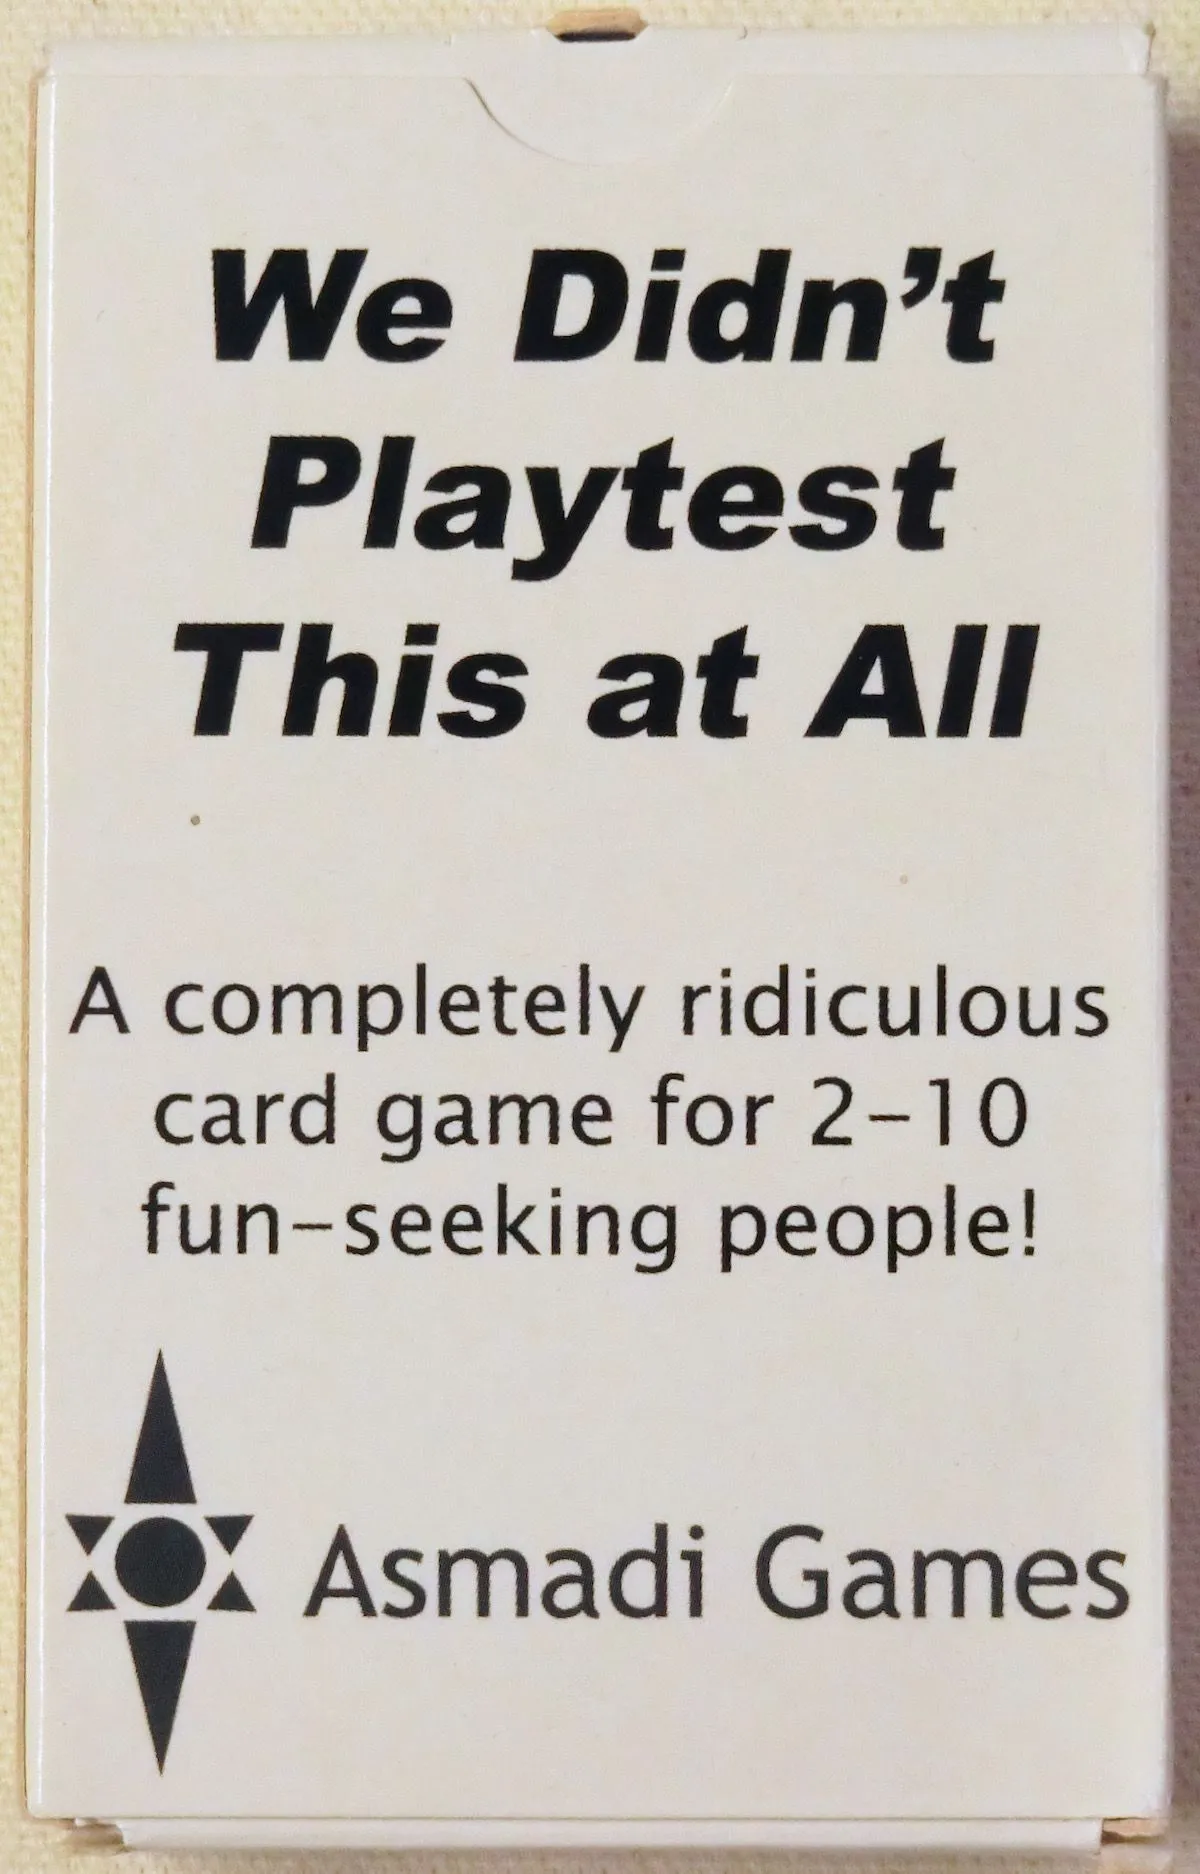 We Didn’t
Playtest
This at All
A completely ridiculous
card game for 2–10
fun–seeking people!
Asmadi Games